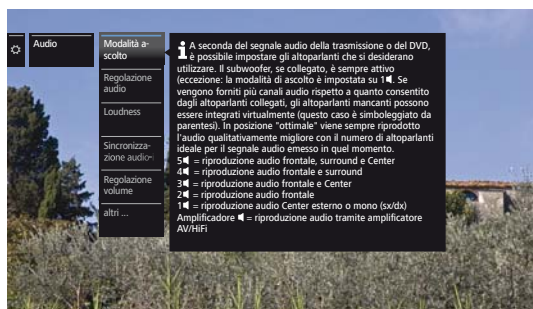 Audio
Modalità a-
scolto
Regolazione
audio
Loudness
Sincronizza-
zione audio-
Regolazione
volume
altri ...
A seconda del segnale audio della trasmissione o del DVD,
è possibile impostare gli altoparlanti che si desiderano
utilizzare. Il subwoofer, se collegato, è sempre attivo
(eccezione: la modalità di ascolto è impostata su 1◀. Se
vengono forniti più canali audio rispetto a quanto consentito
dagli altoparlanti collegati, gli altoparlanti mancanti possono
essere integrati virtualmente (questo caso è simboleggiato da
parentesi). In posizione "ottimale" viene sempre riprodotto
l'audio qualitativamente migliore con il numero di altoparlanti
ideale per il segnale audio emesso in quel momento.
5◀ = riproduzione audio frontale, surround e Center
4◀ = riproduzione audio frontale e surround
3◀ = riproduzione audio frontale e Center
2◀ = riproduzione audio frontale
1◀ = riproduzione audio Center esterno o mono (sx/dx)
Amplificadore ◀ = riproduzione audio tramite amplificatore
AV/HiFi